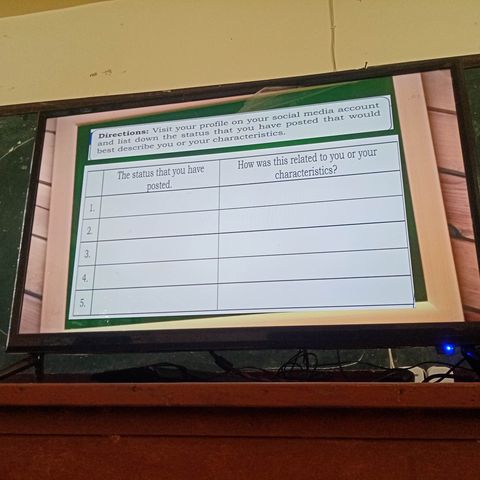 Directions: Visit your profile on your social media account
and list down the status that you have posted that would
best describe you or your characteristics.
The status that you have
posted.
How was this related to you or your
characteristics?
1.
2.
3.
4.
5.